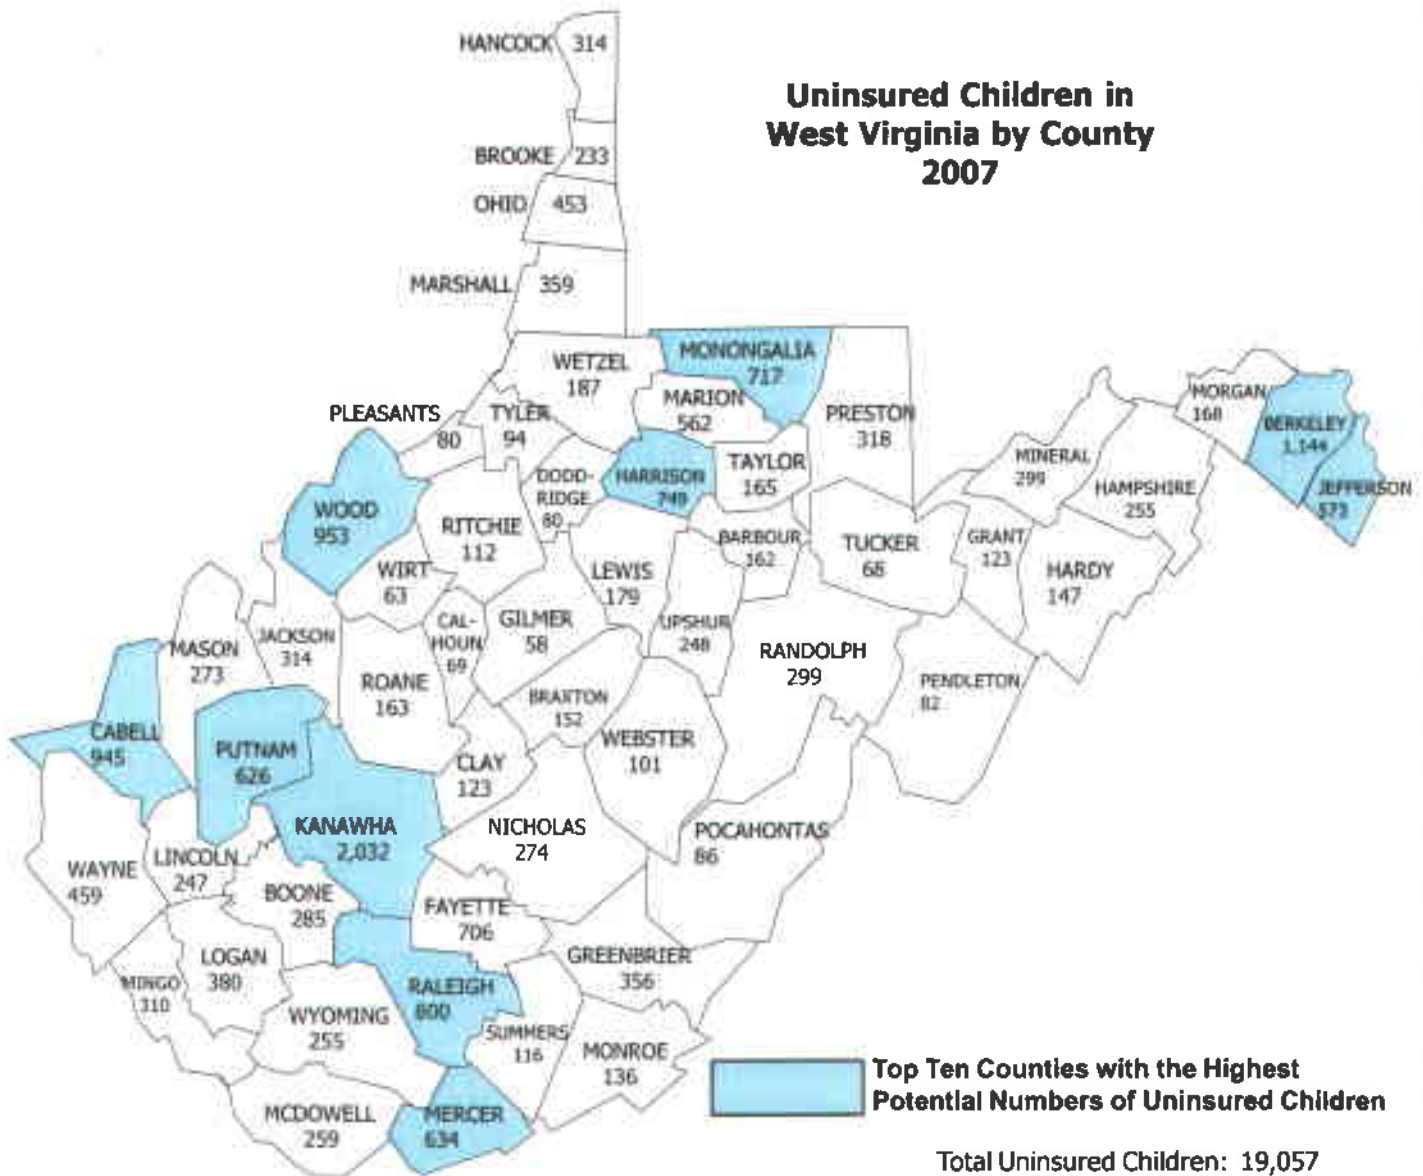 HANCOCK 314
Uninsured Children in
West Virginia by County
2007
BROOKE 233
OHIO 453
MARSHALL 359
WETZEL
187
MONONGALIA
717
MARION
562
PRESTON
318
PLEASANTS
80
TYLER
94
MORGAN
168
BERKELEY
1,144
JEFFERSON
573
MINERAL
299
HAMPSHIRE
255
WOOD
953
DODD-
RIDGE
80
HARRISON
749
TAYLOR
165
RITCHIE
112
BARBOUR
162
TUCKER
68
GRANT
123
HARDY
147
WIRT
63
LEWIS
179
CAL-
HOUN
69
GILMER
58
UPSHUR
248
RANDOLPH
299
PENDLETON
82
MASON
273
JACKSON
314
ROANE
163
BRAXTON
152
WEBSTER
101
CABELL
945
PUTNAM
626
CLAY
123
KANAWHA
2,032
NICHOLAS
274
POCAHONTAS
86
WAYNE
459
LINCOLN
247
BOONE
285
FAYETTE
706
LOGAN
380
GREENBRIER
356
MINGO
310
RALEIGH
800
WYOMING
255
SUMMERS
116
MONROE
136
MCDOWELL
259
MERCER
634
Top Ten Counties with the Highest
Potential Numbers of Uninsured Children
Total Uninsured Children: 19,057